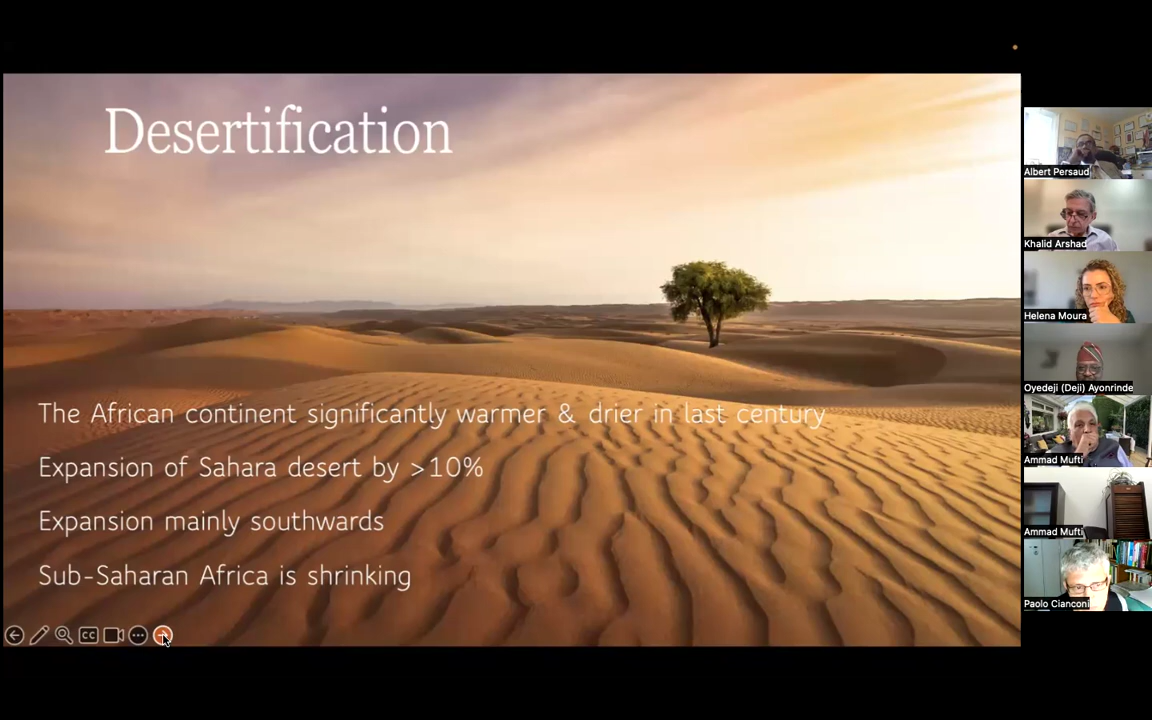 Desertification
The African continent significantly warmer & drier in last century
Expansion of Sahara desert by >10%
Expansion mainly southwards
Sub-Saharan Africa is shrinking
CC
Albert Persaud
Khalid Arshad
Helena Moura
Oyedeji (Deji) Ayonrinde
Ammad Mufti
Ammad Mufti
Paolo Cianconi